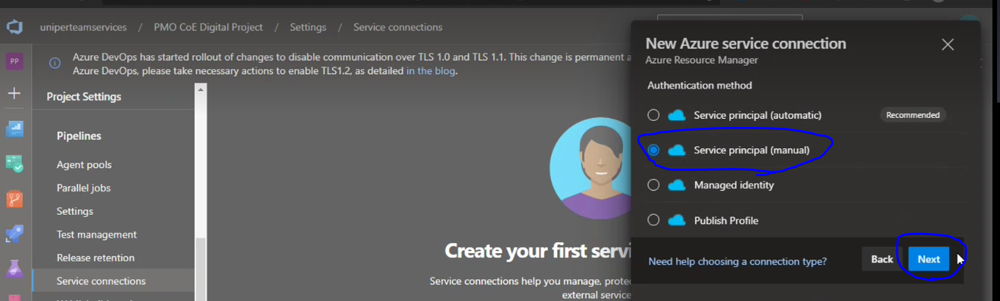 uniperteamservices / PMO CoE Digital Project / Settings / Service connections
Azure DevOps has started rollout of changes to disable communication over TLS 1.0 and TLS 1.1. This change is permanent a
Azure DevOps, please take necessary actions to enable TLS1.2, as detailed in the blog.
PP
Project Settings
Pipelines
Agent pools
Parallel jobs
Settings
Test management
Release retention
Service connections
Create your first servi
Service connections help you manage, protec
external service
New Azure service connection
Azure Resource Manager
Authentication method
Service principal (automatic) Recommended
Service principal (manual)
Managed identity
Publish Profile
Need help choosing a connection type? Back Next